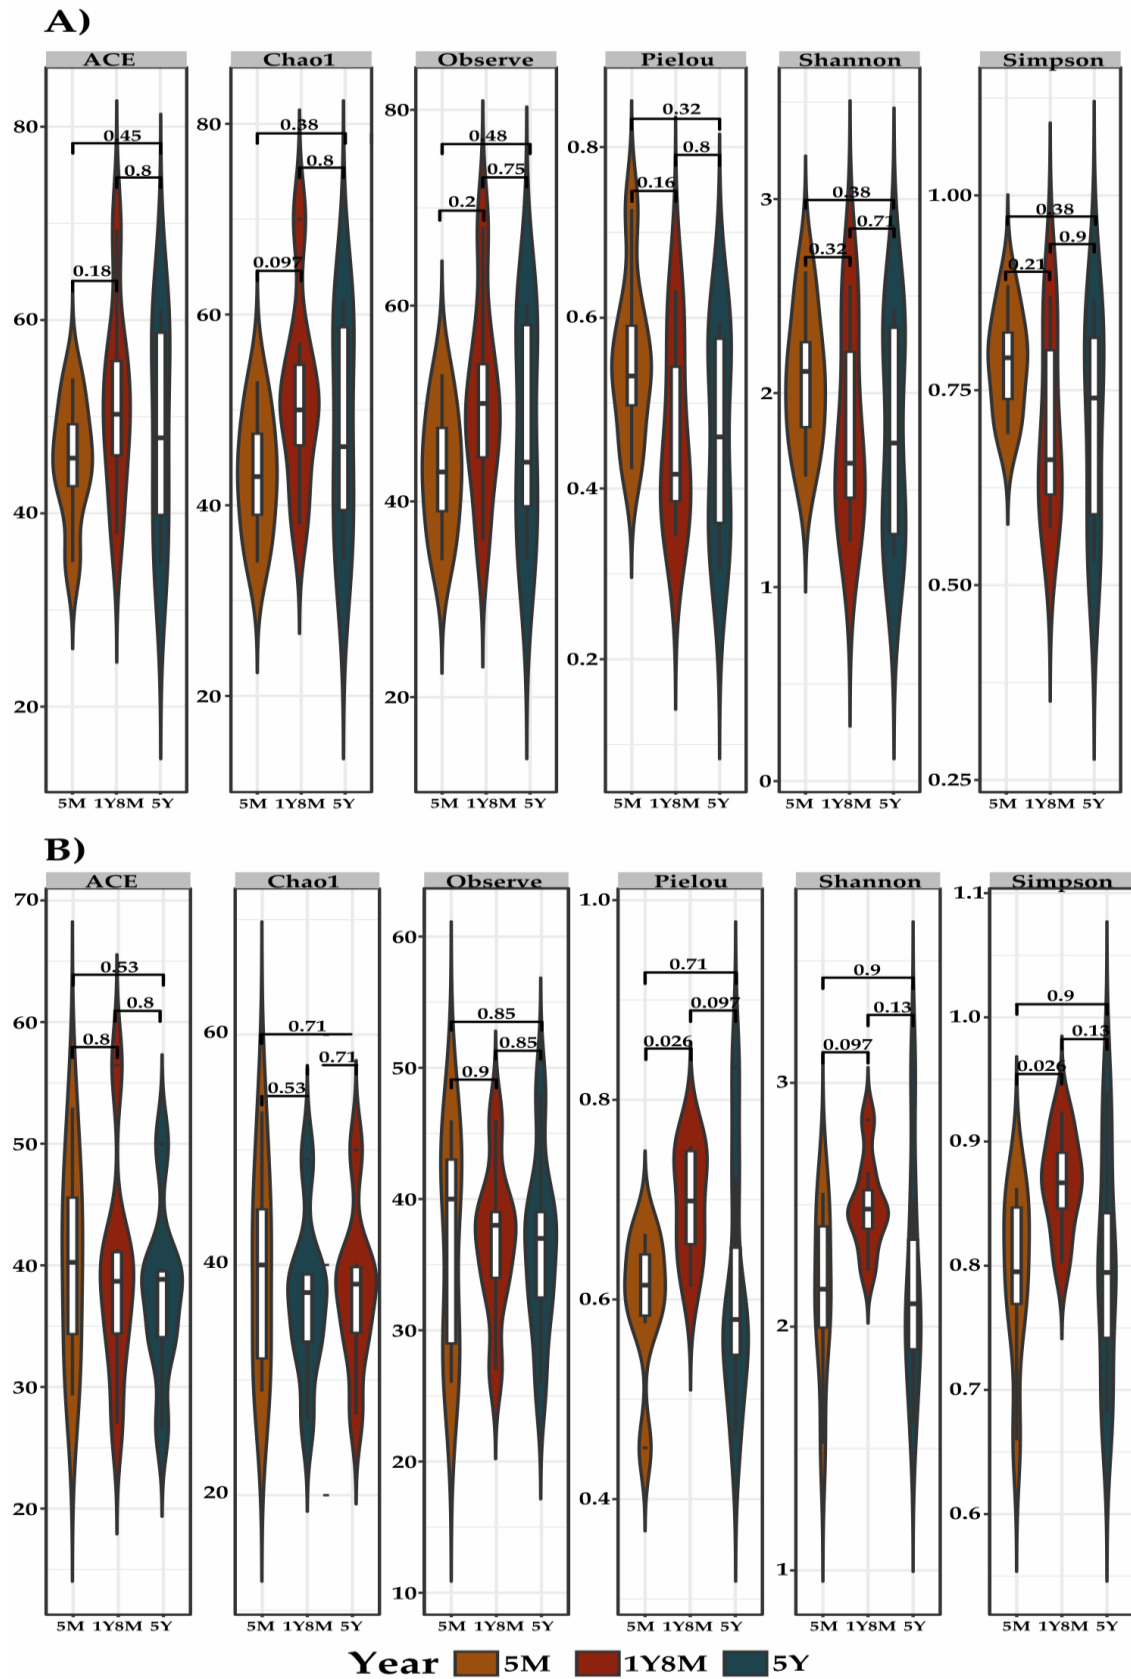 A)
ACE Chao1 Observe Pielou Shannon Simpson
80 60 40 20
0.45 0.8 0.18
5M 1Y8M 5Y
80 60 40 20
0.38 0.8 0.097
5M 1Y8M 5Y
80 60 40 20
0.48 0.75 0.2
5M 1Y8M 5Y
0.8 0.6 0.4 0.2
0.32 0.8 0.16
5M 1Y8M 5Y
3 2 1 0
0.38 0.71 0.32
5M 1Y8M 5Y
1.00 0.75 0.50 0.25
0.38 0.9 0.21
5M 1Y8M 5Y
B)
ACE Chao1 Observe Pielou Shannon Simpson
70 60 50 40 30 20
0.53 0.8 0.8
5M 1Y8M 5Y
60 40 20
0.71 0.71 0.53
5M 1Y8M 5Y
60 50 40 30 20 10
0.85 0.85 0.9
5M 1Y8M 5Y
1.0 0.8 0.6 0.4
0.71 0.097 0.026
5M 1Y8M 5Y
3 2 1
0.9 0.13 0.097
5M 1Y8M 5Y
1.1 1.0 0.9 0.8 0.7 0.6
0.9 0.13 0.026
5M 1Y8M 5Y
Year 5M 1Y8M 5Y